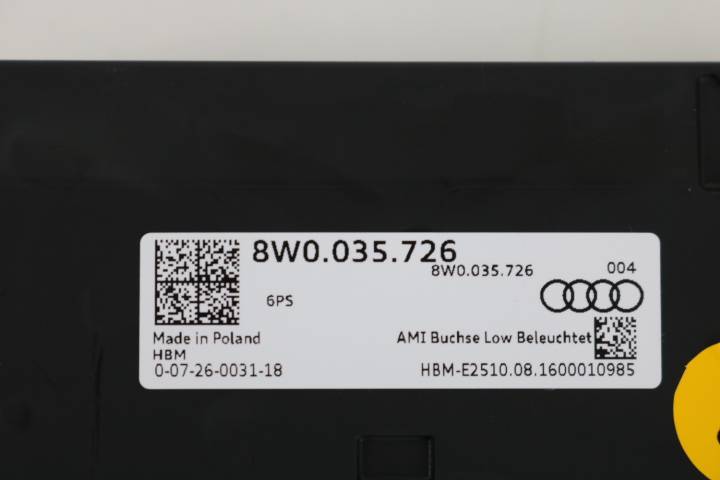 8W0.035.726
8W0.035.726 004
6PS
Made in Poland AMI Buchse Low Beleuchtet
HBM
0-07-26-0031-18 HBM-E2510.08.1600010985